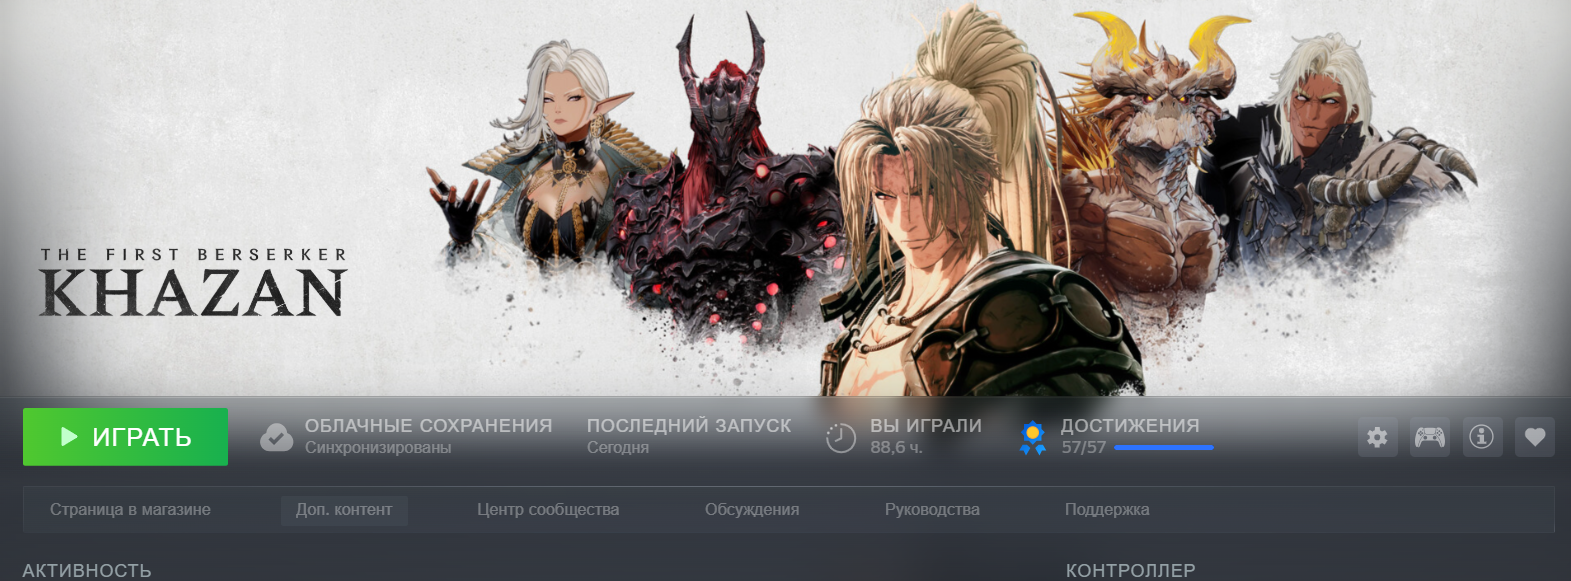 THE FIRST BERSERKER
KHAZAN
ИГРАТЬ
ОБЛАЧНЫЕ СОХРАНЕНИЯ
Синхронизированы
ПОСЛЕДНИЙ ЗАПУСК
Сегодня
ВЫ ИГРАЛИ
88,6 ч.
ДОСТИЖЕНИЯ
57/57
Страница в магазине
Доп. контент
Центр сообщества
Обсуждения
Руководства
Поддержка
АКТИВНОСТЬ
КОНТРОЛЛЕР